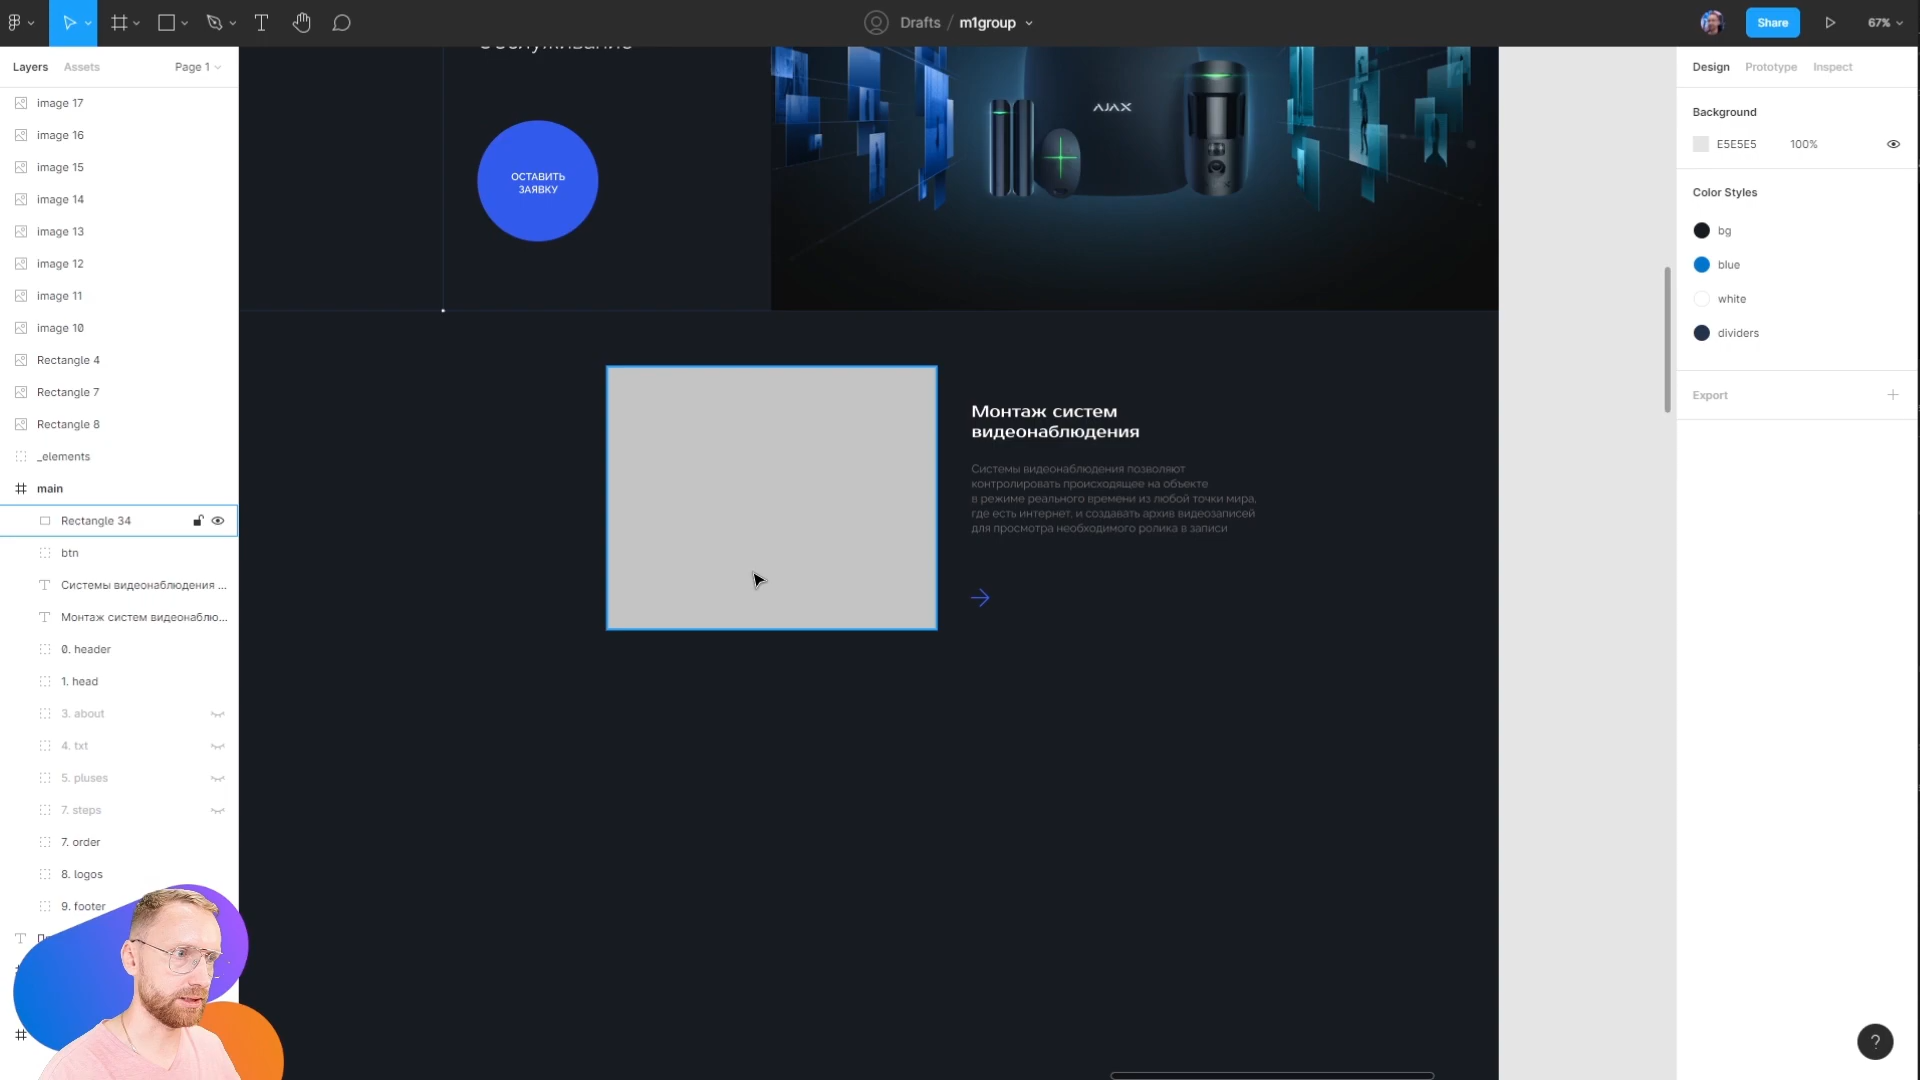 Drafts / m1group
Share
67%
Layers
Assets
Page 1
image 17
image 16
image 15
image 14
image 13
image 12
image 11
image 10
Rectangle 4
Rectangle 7
Rectangle 8
_elements
main
Rectangle 34
btn
Системы видеонаблюдения ...
Монтаж систем видеонаблю...
0. header
1. head
3. about
4. txt
5. pluses
7. steps
7. order
8. logos
9. footer
Обслуживание
ОСТАВИТЬ
ЗАЯВКУ
AJAX
Монтаж систем
видеонаблюдения
Системы видеонаблюдения позволяют
контролировать происходящее на объекте
в режиме реального времени из любой точки мира,
где есть интернет, и создавать архив видеозаписей
для просмотра необходимого ролика в записи
Design
Prototype
Inspect
Background
E5E5E5
100%
Color Styles
bg
blue
white
dividers
Export
?